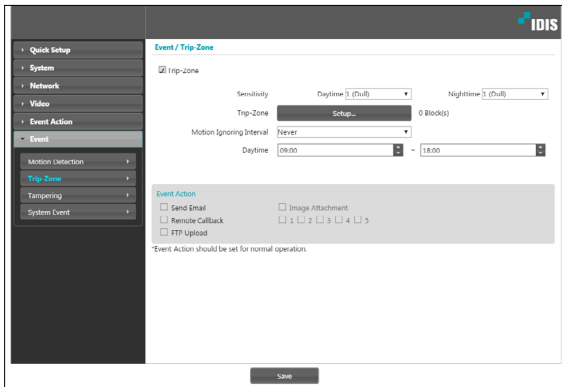 IDIS
Quick Setup
System
Network
Video
Event Action
Event
Motion Detection
Trip-Zone
Tampering
System Event
Event / Trip-Zone
Trip-Zone
Sensitivity Daytime 1 (Dull) Nighttime 1 (Dull)
Trip-Zone Setup... 0 Block(s)
Motion Ignoring Interval Never
Daytime 09:00 ~ 18:00
Event Action
Send Email Image Attachment
Remote Callback 1 2 3 4 5
FTP Upload
*Event Action should be set for normal operation.
Save